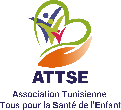 ATTSE
Association Tunisienne
Tous pour la Santé de l'Enfant